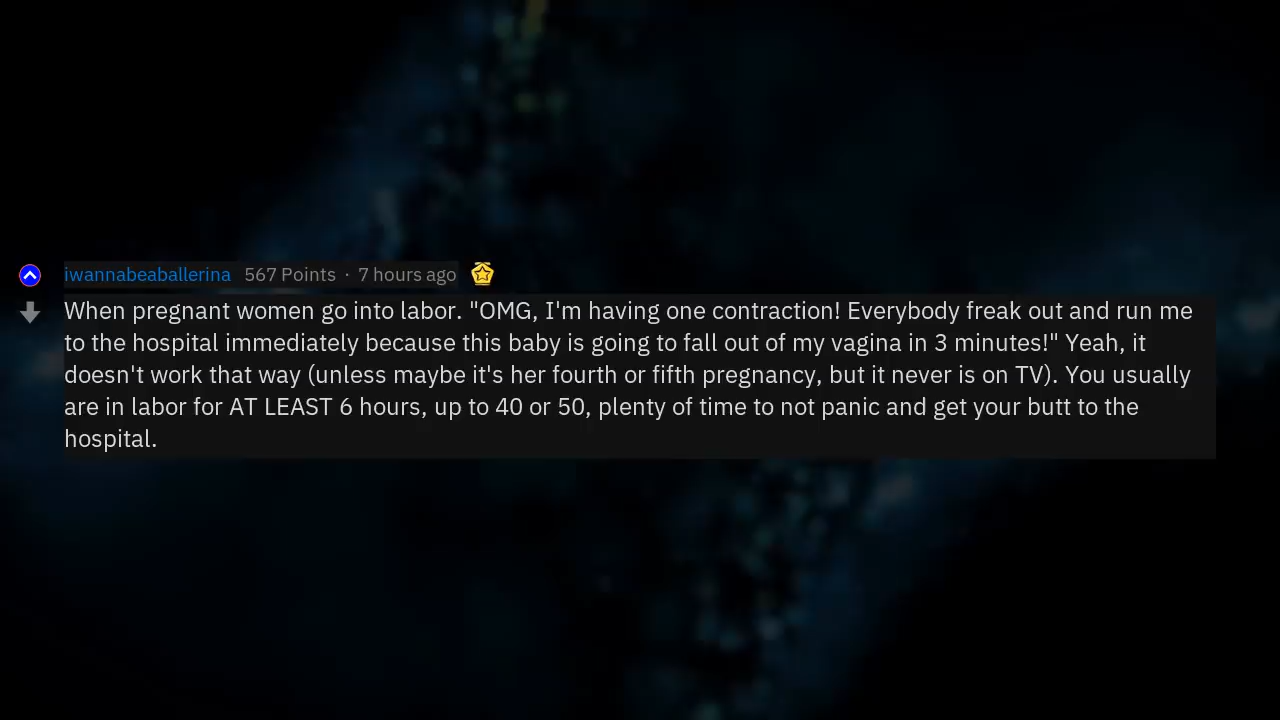 iwannabeaballerina 567 Points · 7 hours ago
When pregnant women go into labor. "OMG, I'm having one contraction! Everybody freak out and run me
to the hospital immediately because this baby is going to fall out of my vagina in 3 minutes!" Yeah, it
doesn't work that way (unless maybe it's her fourth or fifth pregnancy, but it never is on TV). You usually
are in labor for AT LEAST 6 hours, up to 40 or 50, plenty of time to not panic and get your butt to the
hospital.